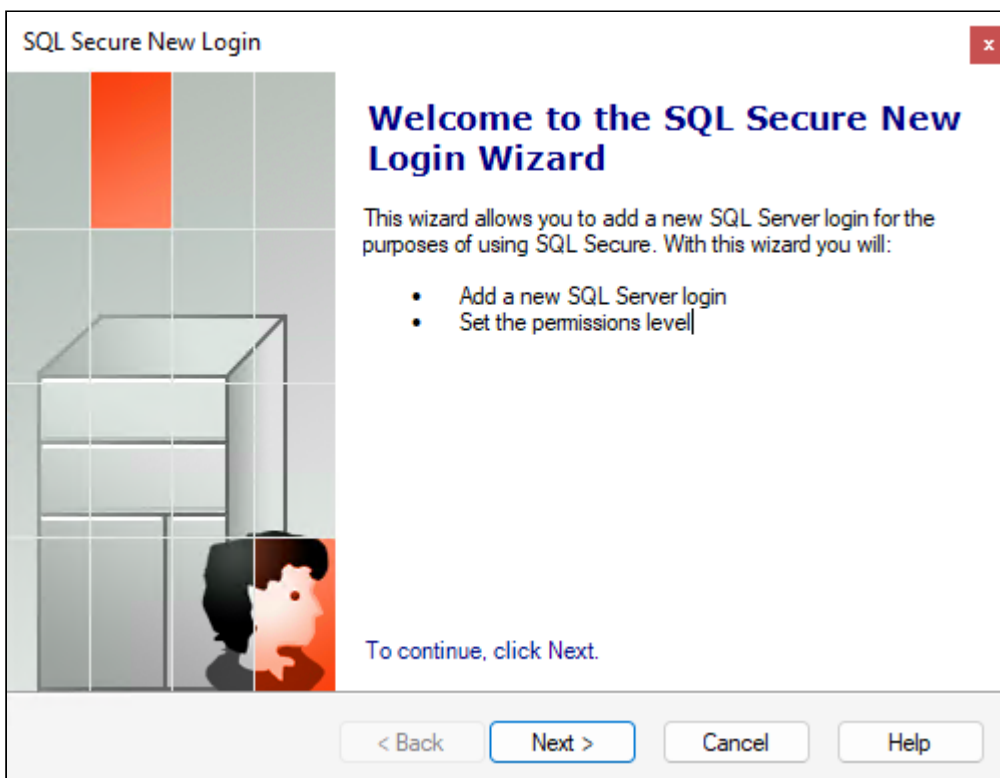 SQL Secure New Login
x
Welcome to the SQL Secure New
Login Wizard
This wizard allows you to add a new SQL Server login for the
purposes of using SQL Secure. With this wizard you will:
• Add a new SQL Server login
• Set the permissions level
To continue, click Next.
< Back Next > Cancel Help